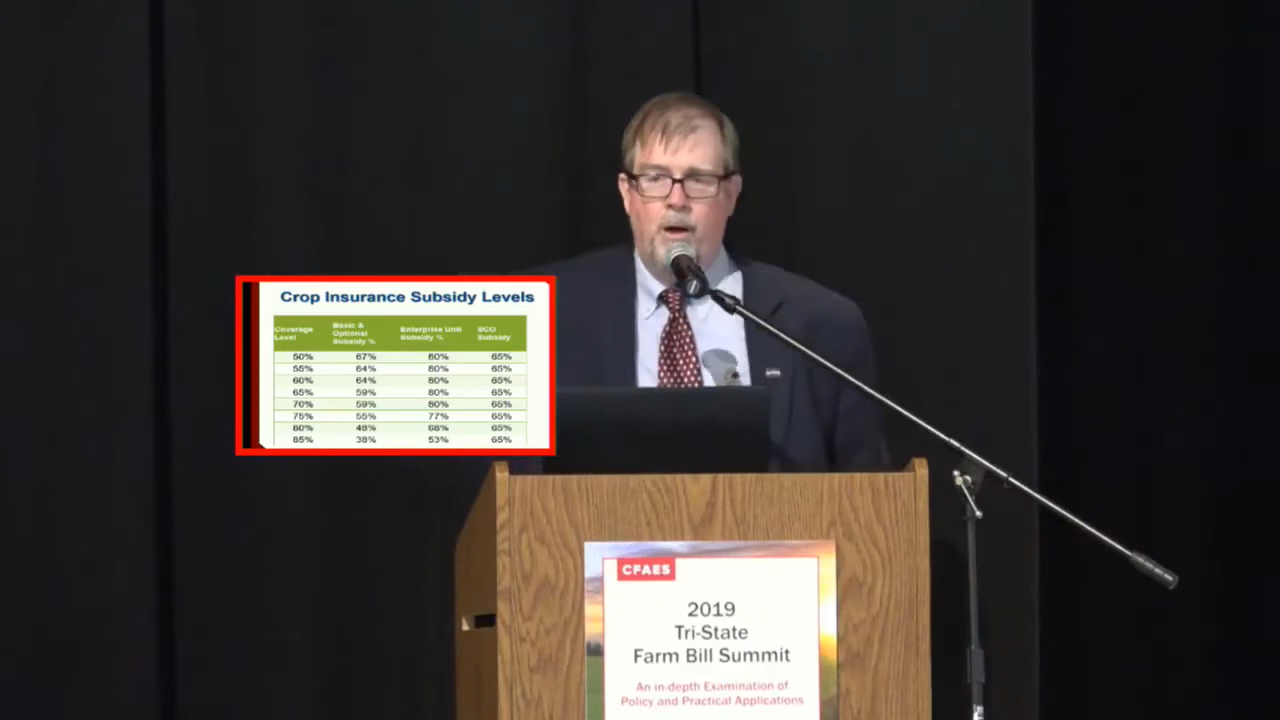 Crop Insurance Subsidy Levels
Coverage Level Basic & Optional Subsidy % Enterprise Unit Subsidy % SCO Subsidy
50% 67% 80% 65%
55% 64% 80% 65%
60% 64% 80% 65%
65% 59% 80% 65%
70% 59% 80% 65%
75% 55% 77% 65%
80% 48% 68% 65%
85% 38% 53% 65%
CFAES
2019
Tri-State
Farm Bill Summit
An in-depth Examination of
Policy and Practical Applications